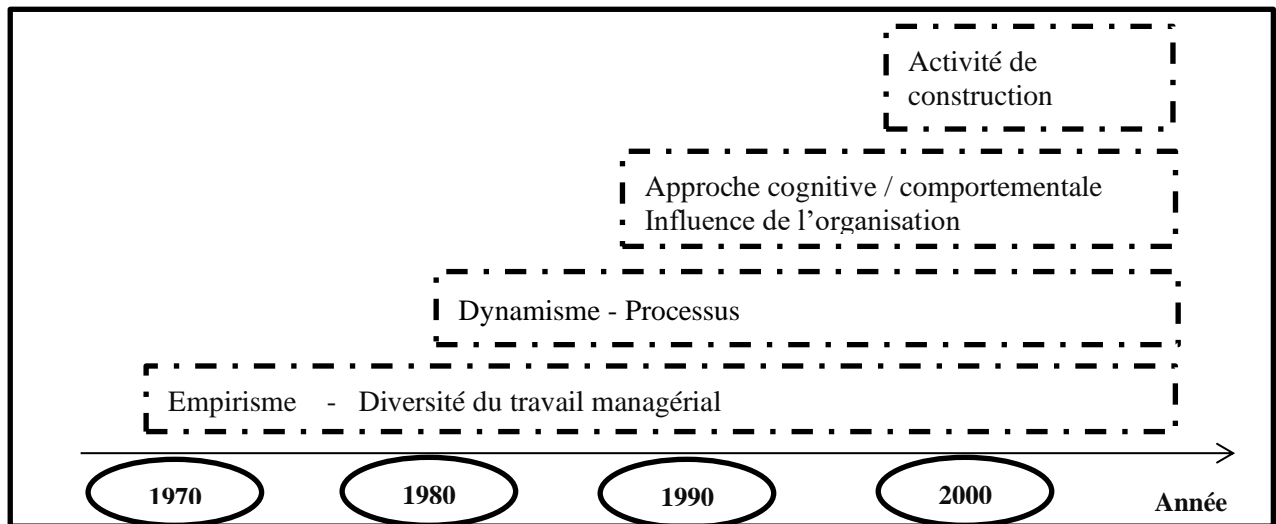 Activité de
construction
Approche cognitive / comportementale
Influence de l’organisation
Dynamisme - Processus
Empirisme - Diversité du travail managérial
1970 1980 1990 2000 Année